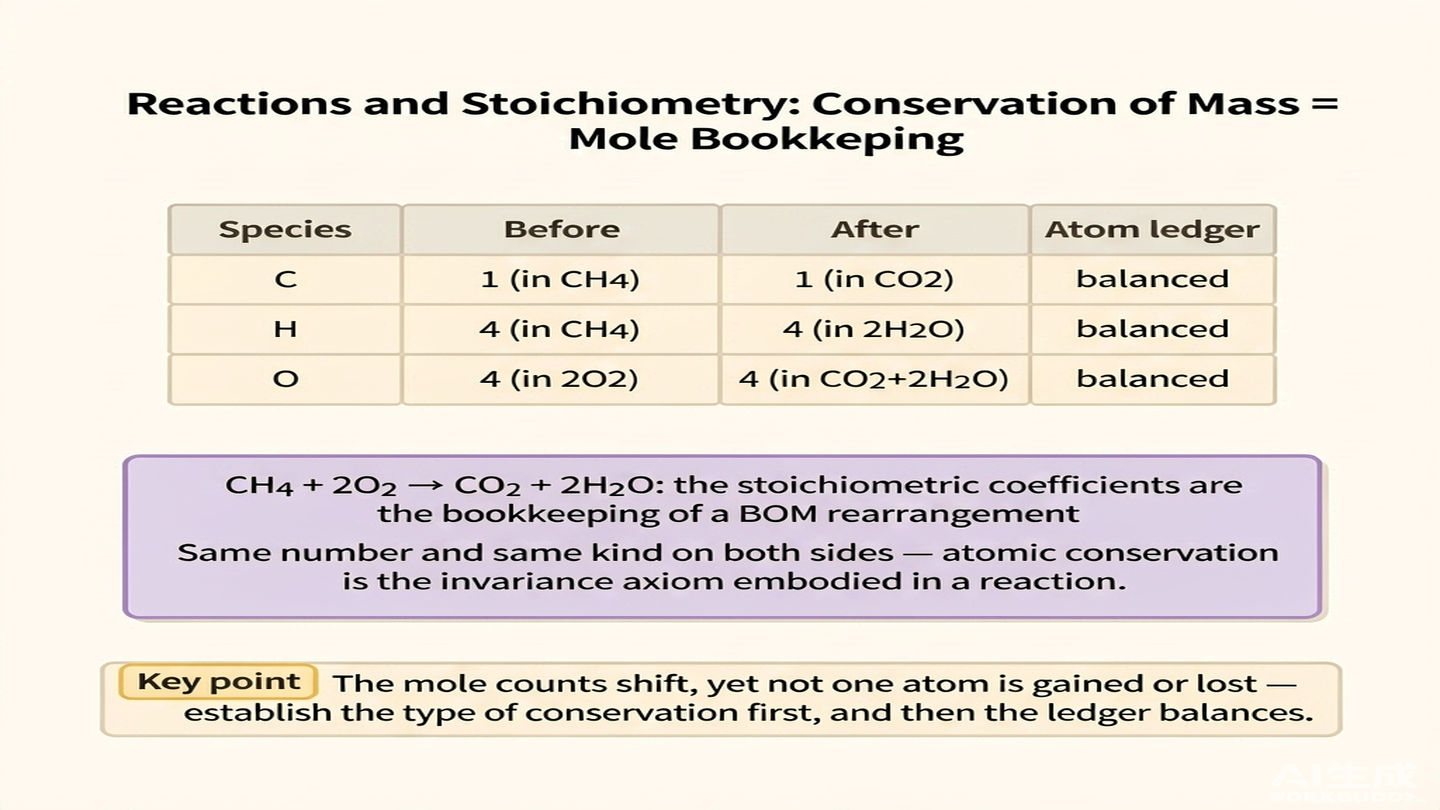 Reactions and Stoichiometry: Conservation of Mass =
Mole Bookkeping
Species Before After Atom ledger
C 1 (in CH4) 1 (in CO2) balanced
H 4 (in CH4) 4 (in 2H2O) balanced
O 4 (in 2O2) 4 (in CO₂+2H₂O) balanced
CH₄ + 2O₂ → CO₂ + 2H₂O: the stoichiometric coefficients are
the bookkeeping of a BOM rearrangement
Same number and same kind on both sides — atomic conservation
is the invariance axiom embodied in a reaction.
Key point The mole counts shift, yet not one atom is gained or lost —
establish the type of conservation first, and then the ledger balances.
AI生成